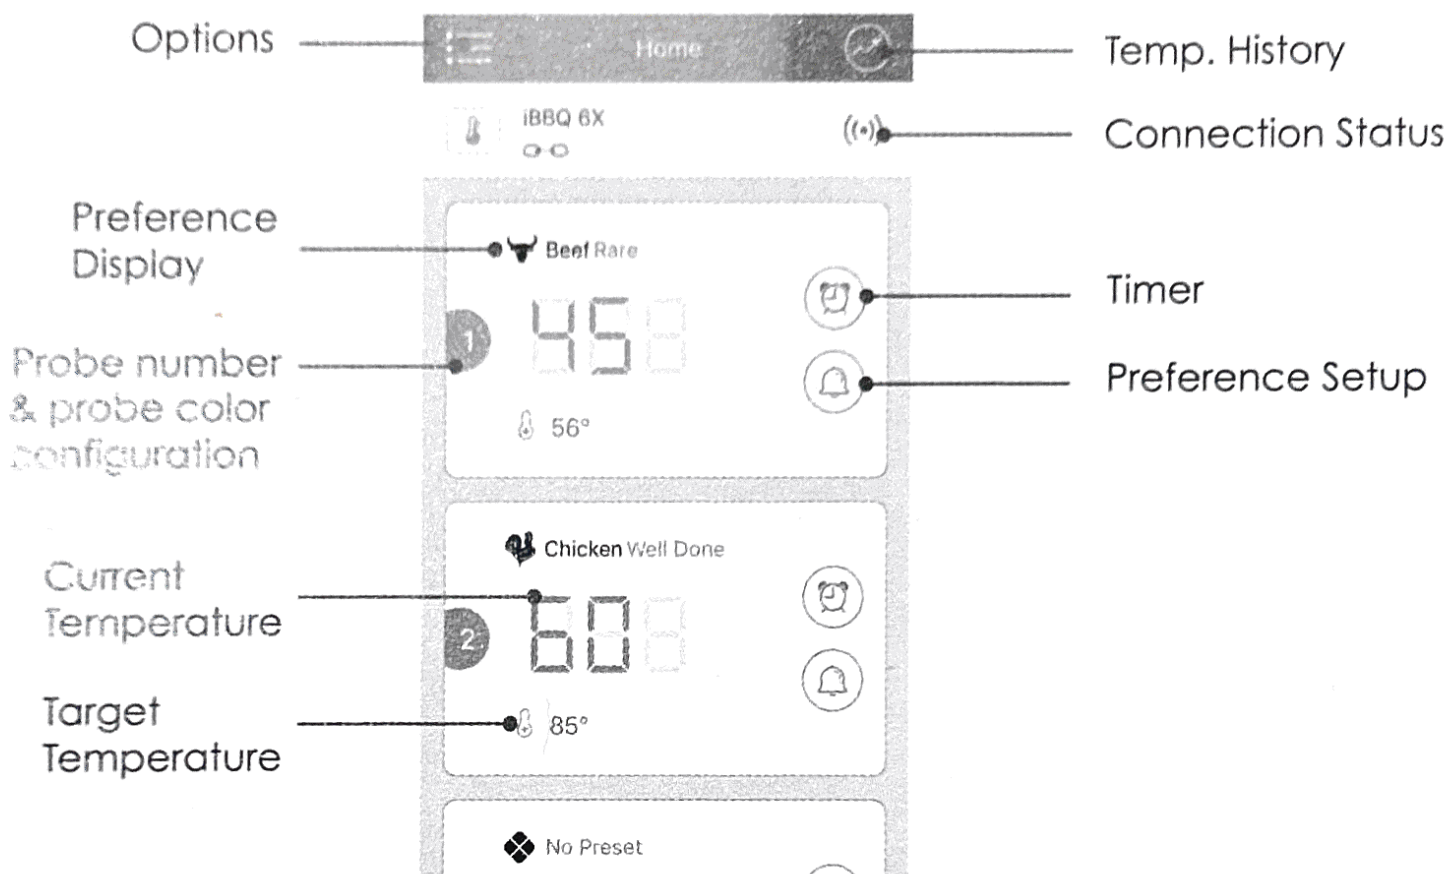 Options
Home
Temp. History
iBBQ 6X
Connection Status
Preference
Display
Beef Rare
Timer
45
1
Probe number
& probe color
configuration
Preference Setup
56°
Chicken Well Done
Current
Temperature
60
2
Target
Temperature
85°
No Preset